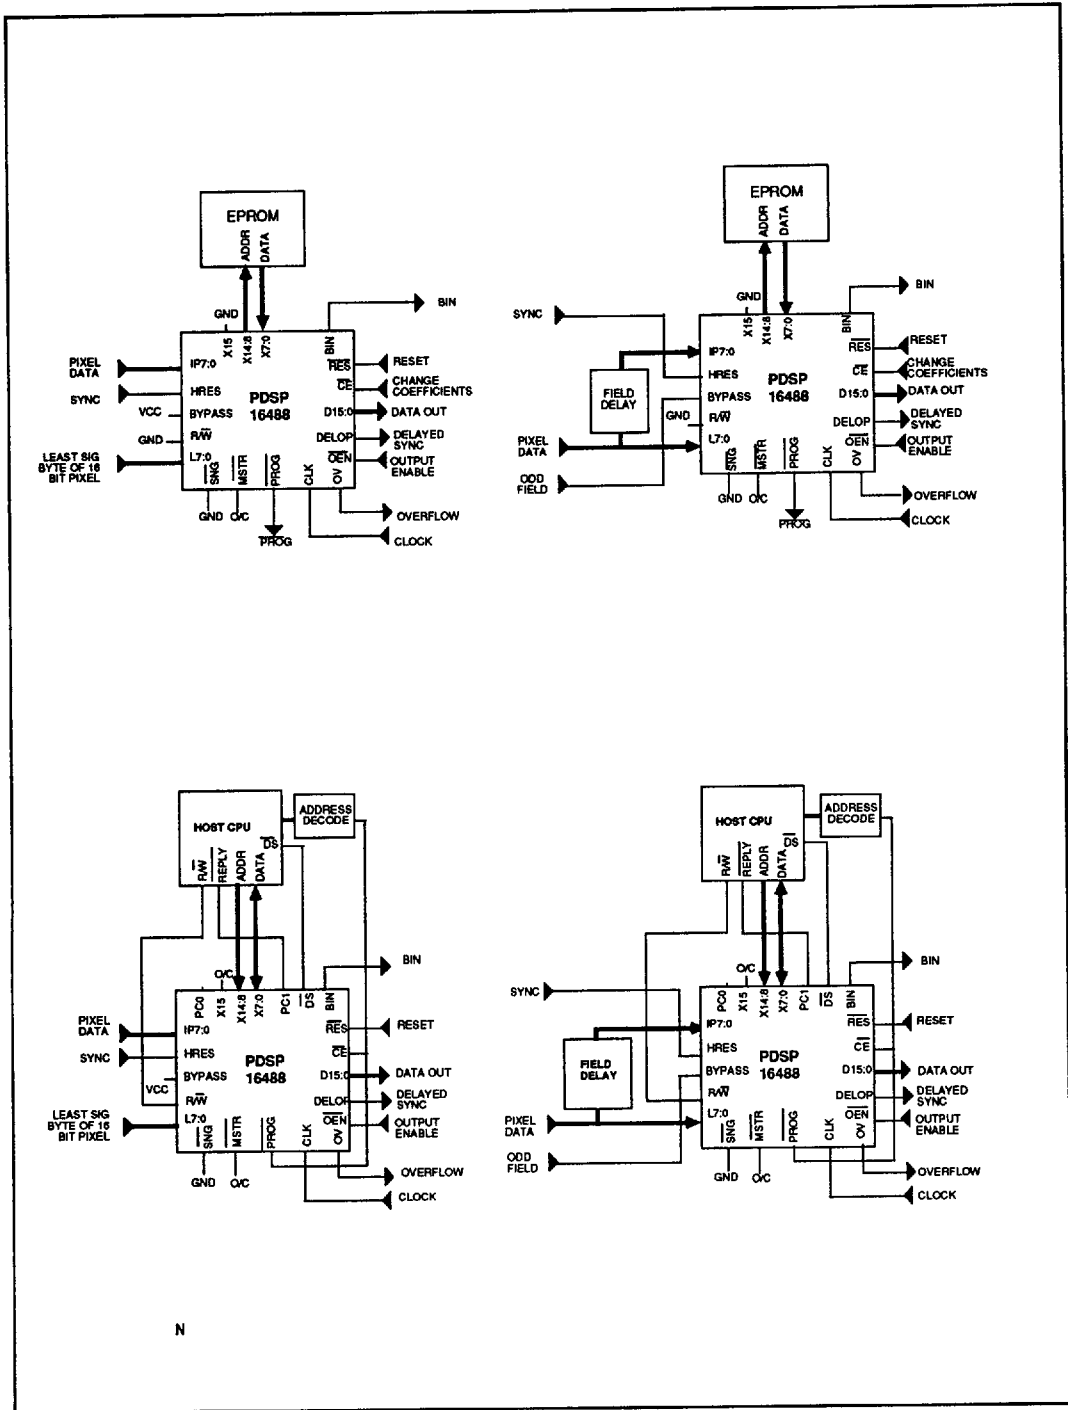 EPROM
ADDR
DATA
GND
X15
X14:8
X7:0
BIN
BIN
PIXEL
DATA
IP7:0
RES
RESET
SYNC
HRES
CE
CHANGE
COEFFICIENTS
PDSP
16488
VCC
BYPASS
D15:0
DATA OUT
GND
R/W
DELOP
DELAYED
SYNC
LEAST SIG
BYTE OF 16
BIT PIXEL
L7:0
OEN
OUTPUT
ENABLE
SNG
MSTR
PROG
CLK
OV
GND
O/C
PROG
OVERFLOW
CLOCK
EPROM
ADDR
DATA
GND
X15
X14:8
X7:0
BIN
BIN
SYNC
IP7:0
RES
RESET
HRES
CE
CHANGE
COEFFICIENTS
FIELD
DELAY
PDSP
16488
BYPASS
D15:0
DATA OUT
GND
R/W
DELOP
DELAYED
SYNC
PIXEL
DATA
L7:0
OEN
OUTPUT
ENABLE
ODD
FIELD
SNG
MSTR
PROG
CLK
OV
GND
O/C
PROG
OVERFLOW
CLOCK
HOST CPU
ADDRESS
DECODE
DS
R/W
REPLY
ADDR
DATA
O/C
PC0
X15
X14:8
X7:0
PC1
DS
BIN
BIN
PIXEL
DATA
IP7:0
RES
RESET
SYNC
HRES
CE
PDSP
16488
VCC
BYPASS
D15:0
DATA OUT
R/W
DELOP
DELAYED
SYNC
LEAST SIG
BYTE OF 16
BIT PIXEL
L7:0
OEN
OUTPUT
ENABLE
SNG
MSTR
PROG
CLK
OV
GND
O/C
OVERFLOW
CLOCK
HOST CPU
ADDRESS
DECODE
DS
R/W
REPLY
ADDR
DATA
O/C
PC0
X15
X14:8
X7:0
PC1
DS
BIN
BIN
SYNC
IP7:0
RES
RESET
HRES
CE
FIELD
DELAY
PDSP
16488
BYPASS
D15:0
DATA OUT
R/W
DELOP
DELAYED
SYNC
PIXEL
DATA
L7:0
OEN
OUTPUT
ENABLE
ODD
FIELD
SNG
MSTR
PROG
CLK
OV
GND
O/C
OVERFLOW
CLOCK
N